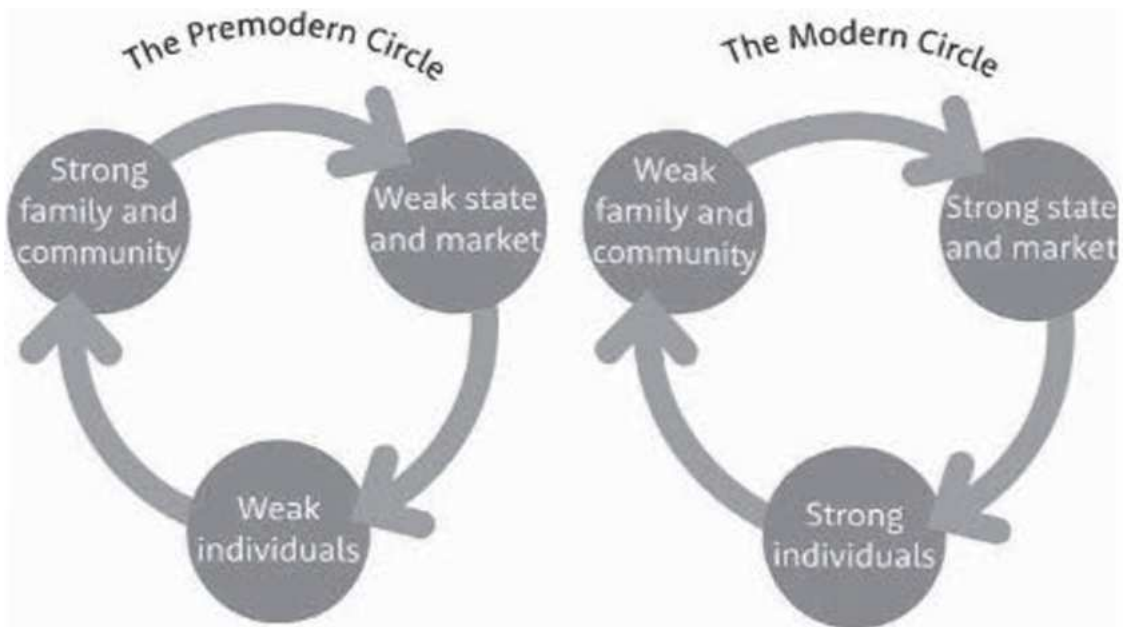 The Premodern Circle
Strong
family and
community
Weak state
and market
Weak
individuals
The Modern Circle
Weak
family and
community
Strong state
and market
Strong
individuals